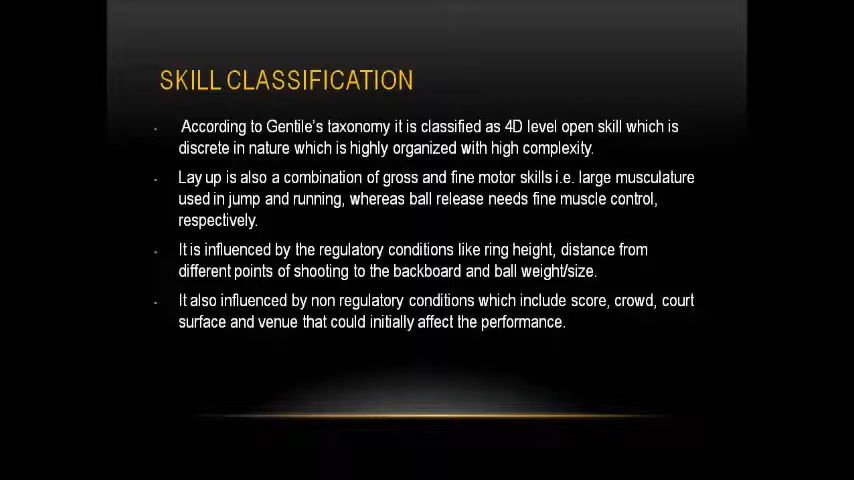 SKILL CLASSIFICATION
- According to Gentile's taxonomy it is classified as 4D level open skill which is
discrete in nature which is highly organized with high complexity.
- Lay up is also a combination of gross and fine motor skills i.e. large musculature
used in jump and running, whereas ball release needs fine muscle control,
respectively.
- It is influenced by the regulatory conditions like ring height, distance from
different points of shooting to the backboard and ball weight/size.
- It also influenced by non regulatory conditions which include score, crowd, court
surface and venue that could initially affect the performance.